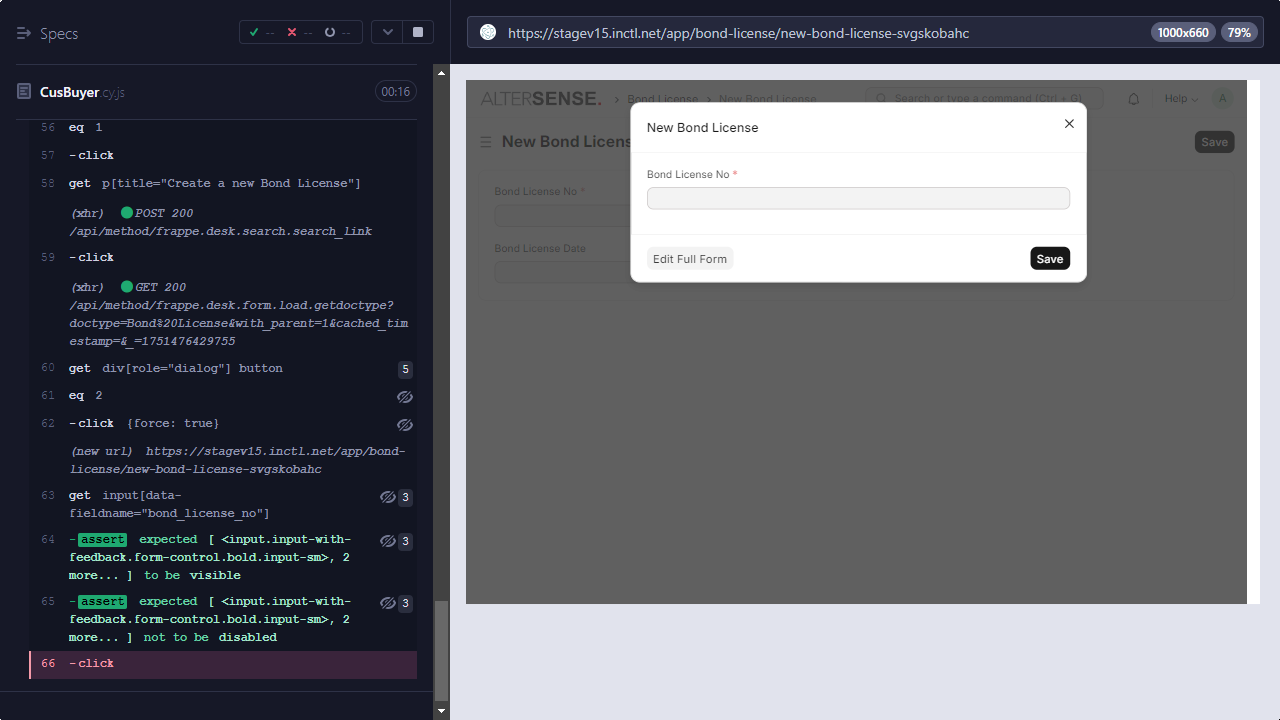 Specs
-- -- --
https://stagev15.inctl.net/app/bond-license/new-bond-license-svgskobahc
1000x660
79%
CusBuyer.cy.js
00:16
56 eq 1
57 -click
58 get p[title="Create a new Bond License"]
(xhr) POST 200
/api/method/frappe.desk.search.search_link
59 -click
(xhr) GET 200
/api/method/frappe.desk.form.load.getdoctype?
doctype=Bond%20License&with_parent=1&cached_tim
estamp=&_=1751476429755
60 get div[role="dialog"] button 5
61 eq 2
62 -click {force: true}
(new url) https://stagev15.inctl.net/app/bond-
license/new-bond-license-svgskobahc
63 get input[data- 3
fieldname="bond_license_no"]
64 -assert expected [ <input.input-with- 3
feedback.form-control.bold.input-sm>, 2
more... ] to be visible
65 -assert expected [ <input.input-with- 3
feedback.form-control.bold.input-sm>, 2
more... ] not to be disabled
66 -click
ALTERSENSE.
Bond License
New Bond License
Search or type a command (Ctrl + G)
Help
A
New Bond Licens
Save
Bond License No *
Bond License Date
New Bond License
Bond License No *
Edit Full Form
Save